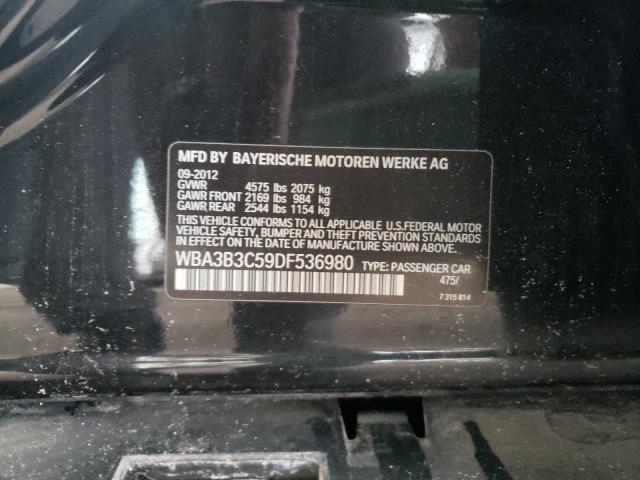 MFD BY BAYERISCHE MOTOREN WERKE AG
09-2012
GVWR 4575 lbs 2075 kg
GAWR FRONT 2169 lbs 984 kg
GAWR REAR 2544 lbs 1154 kg
THIS VEHICLE CONFORMS TO ALL APPLICABLE U.S.FEDERAL MOTOR
VEHICLE SAFETY, BUMPER, AND THEFT PREVENTION
STANDARDS IN EFFECT ON THE DATE OF MANUFACTURE SHOWN ABOVE.
WBA3B3C59DF536980 TYPE: PASSENGER CAR
475/
7 315 814